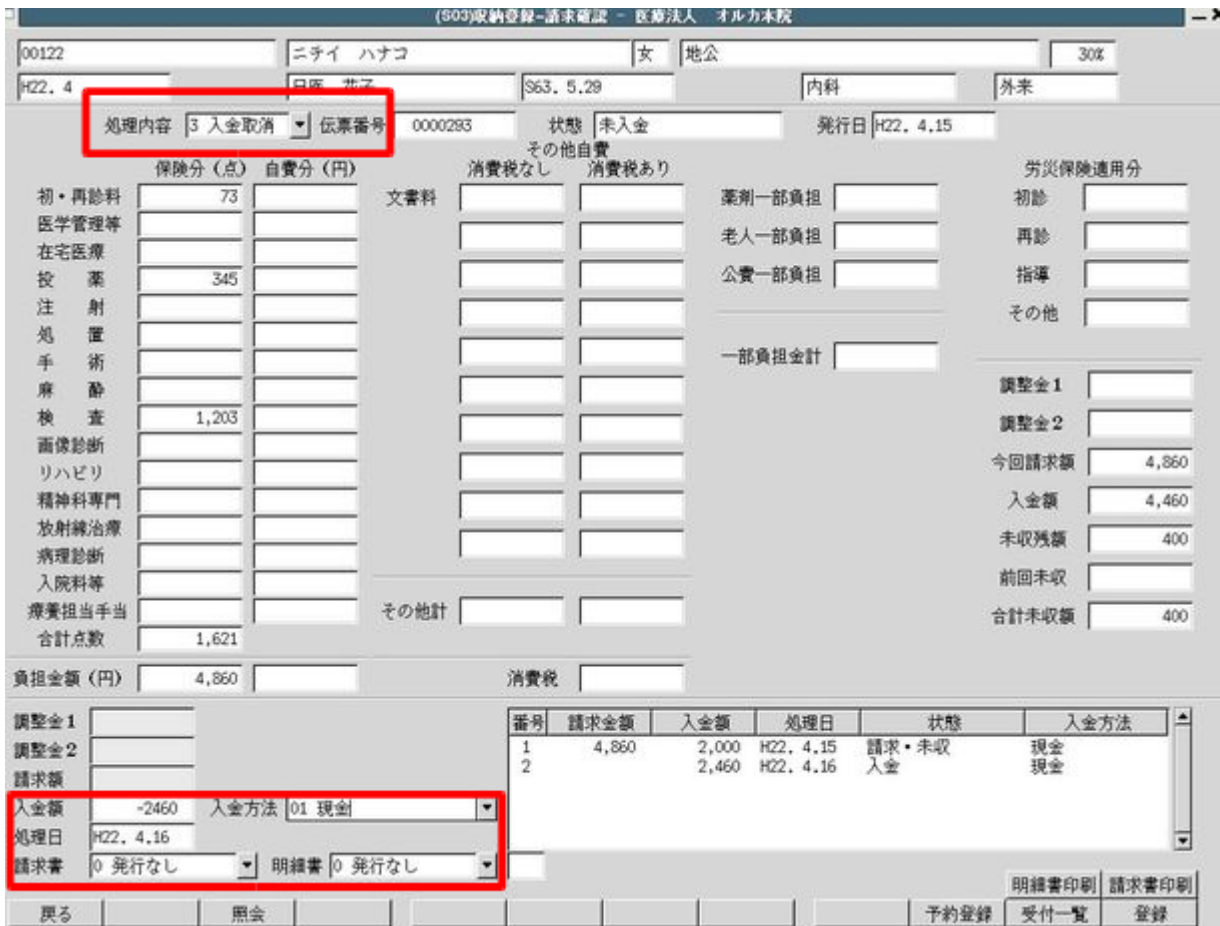 (S03)収納登録-請求確認 - 医療法人 オルカ本院
00122 ニチイ ハナコ 女 地公 30%
H22. 4 日医 花子 S63. 5.29 内科 外来
処理内容 3 入金取消 伝票番号 0000293 状態 未入金 発行日 H22. 4.15
その他自費
保険分（点） 自費分（円） 消費税なし 消費税あり 労災保険適用分
初・再診料 73 文書料 薬剤一部負担 初診
医学管理等 老人一部負担 再診
在宅医療
投 薬 345 公費一部負担 指導
注 射 その他
処 置
手 術 一部負担金計
麻 酔 調整金1
検 査 1,203 調整金2
画像診断
リハビリ 今回請求額 4,860
精神科専門 入金額 4,460
放射線治療
病理診断 未収残額 400
入院料等 前回未収
療養担当手当 その他計 合計未収額 400
合計点数 1,621
負担金額（円） 4,860 消費税
調整金1 番号 請求金額 入金額 処理日 状態 入金方法
調整金2 1 4,860 2,000 H22. 4.15 請求・未収 現金
請求額 2 2,460 H22. 4.16 入金 現金
入金額 -2460 入金方法 01 現金
処理日 H22. 4.16
請求書 0 発行なし 明細書 0 発行なし
明細書印刷 請求書印刷
戻る 照会 予約登録 受付一覧 登録